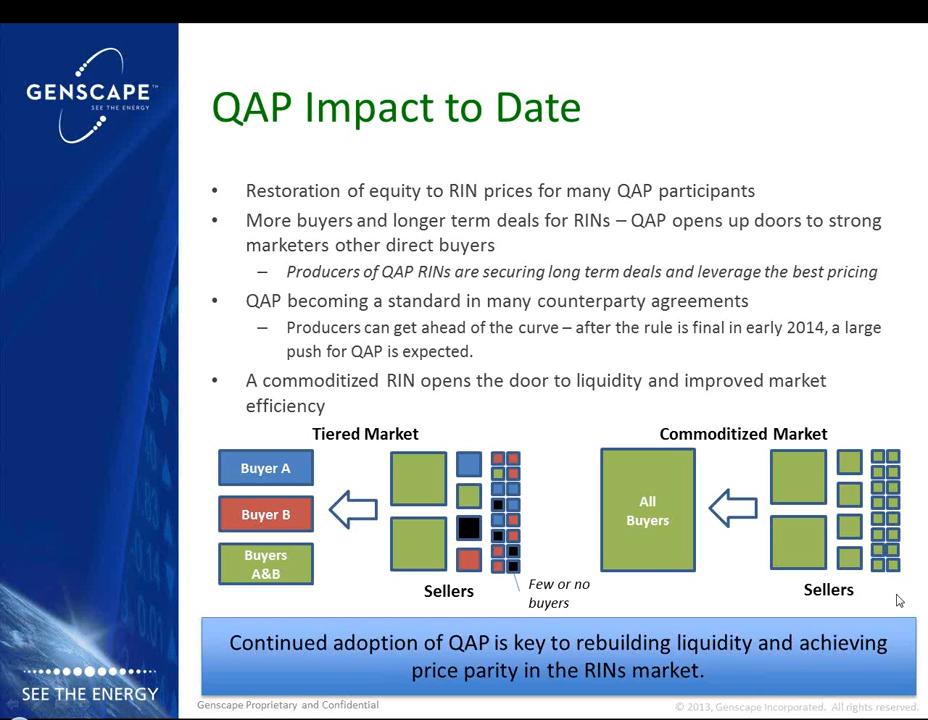 GENSCAPE™
SEE THE ENERGY
QAP Impact to Date
• Restoration of equity to RIN prices for many QAP participants
• More buyers and longer term deals for RINs – QAP opens up doors to strong
marketers other direct buyers
– Producers of QAP RINs are securing long term deals and leverage the best pricing
• QAP becoming a standard in many counterparty agreements
– Producers can get ahead of the curve – after the rule is final in early 2014, a large
push for QAP is expected.
• A commoditized RIN opens the door to liquidity and improved market
efficiency
Tiered Market
Buyer A
Buyer B
Buyers
A&B
Sellers
Few or no
buyers
Commoditized Market
All
Buyers
Sellers
Continued adoption of QAP is key to rebuilding liquidity and achieving
price parity in the RINs market.
SEE THE ENERGY
Genscape Proprietary and Confidential
© 2013, Genscape Incorporated. All rights reserved.